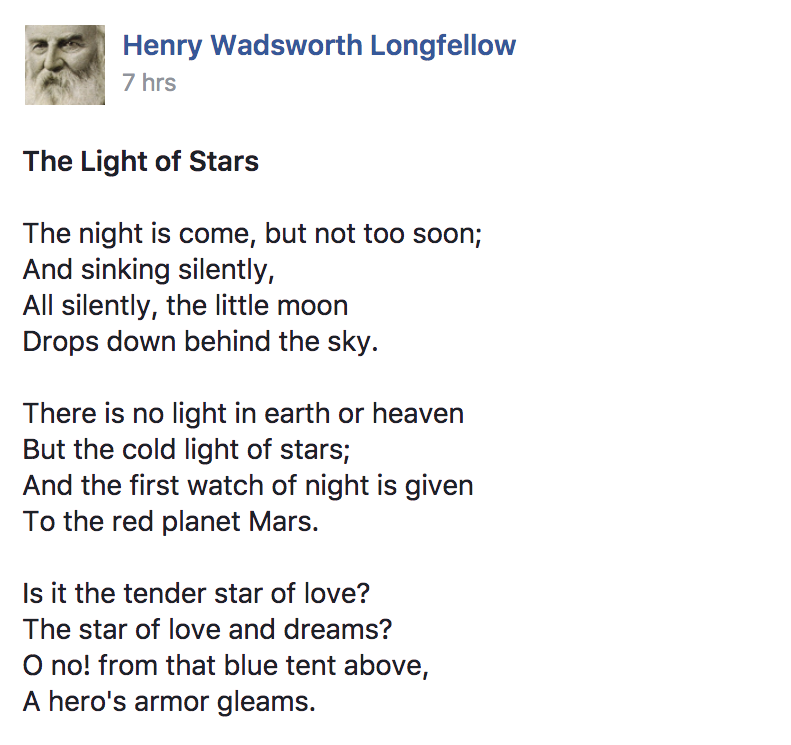 Henry Wadsworth Longfellow
7 hrs
The Light of Stars
The night is come, but not too soon;
And sinking silently,
All silently, the little moon
Drops down behind the sky.
There is no light in earth or heaven
But the cold light of stars;
And the first watch of night is given
To the red planet Mars.
Is it the tender star of love?
The star of love and dreams?
O no! from that blue tent above,
A hero's armor gleams.